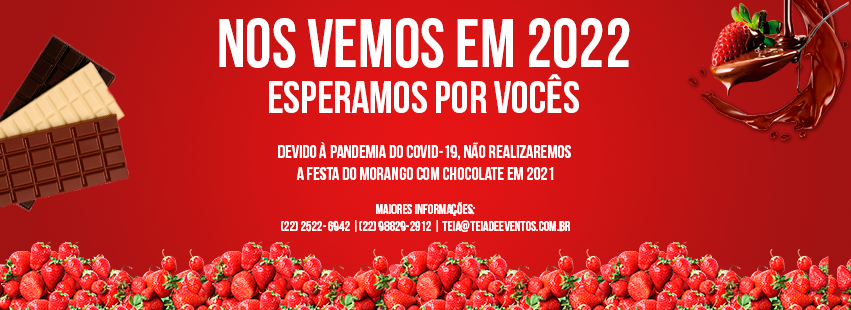 NOS VEMOS EM 2022
ESPERAMOS POR VOCÊS
DEVIDO À PANDEMIA DO COVID-19, NÃO REALIZAREMOS
A FESTA DO MORANGO COM CHOCOLATE EM 2021
MAIORES INFORMAÇÕES:
(22) 2522-6942 | (22) 98829-2912 | TEIA@TEIADEEVENTOS.COM.BR